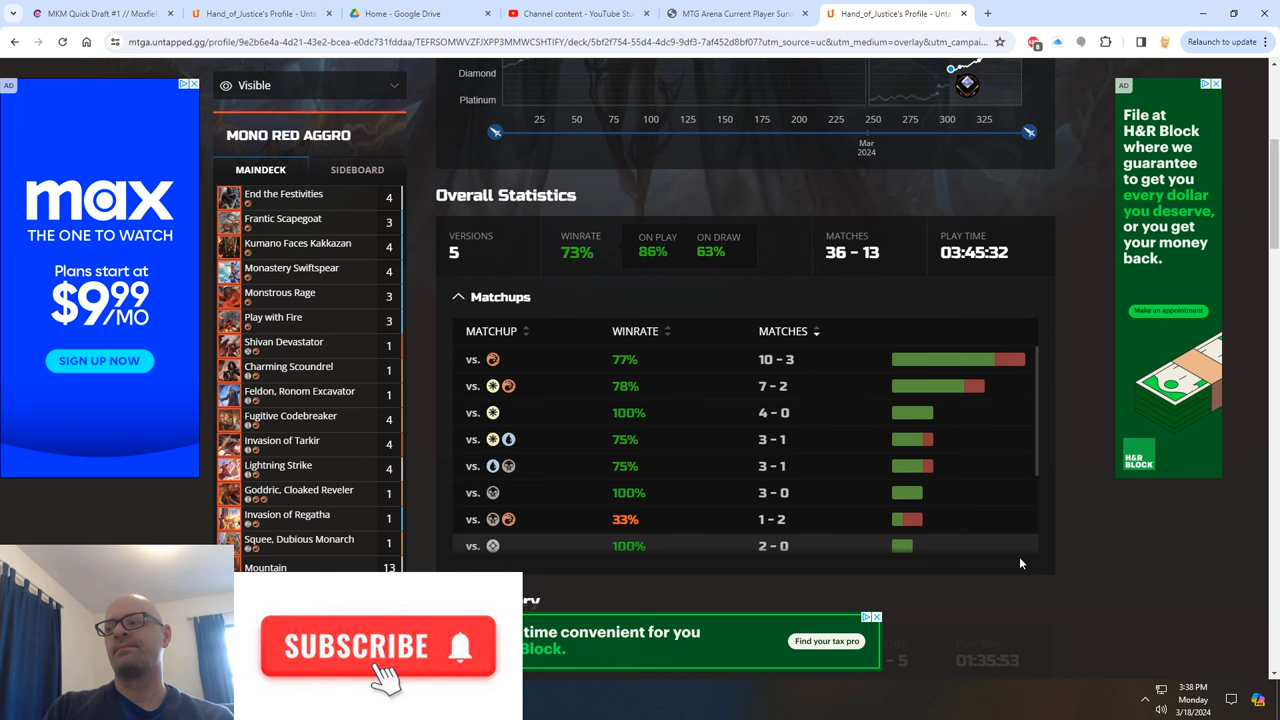 MKM Quick Draft #1 // Moxfiel
Hand_of_Justice's Profile - Unta
Home - Google Drive
Channel content - YouTube Stu
MTG Arena Current Player Surv
Hand_of_Justice's Profile - Unta
mtga.untapped.gg/profile/9e2b6e4a-4d21-43e2-bcea-e0dc731fddaa/TEFRSOMWVZFJXPP3MMWCSHTIFY/deck/5bf2f754-55d4-4dc9-9df3-7af452d8bf07?utm_source=uc&utm_medium=overlay&utm_campai...
8
Relaunch to update
AD
max
THE ONE TO WATCH
Plans start at
$9.99
/MO
SIGN UP NOW
Visible
MONO RED AGGRO
MAINDECK
SIDEBOARD
End the Festivities 4
Frantic Scapegoat 3
Kumano Faces Kakkazan 4
Monastery Swiftspear 4
Monstrous Rage 3
Play with Fire 3
Shivan Devastator 1
Charming Scoundrel 1
Feldon, Ronom Excavator 1
Fugitive Codebreaker 4
Invasion of Tarkir 4
Lightning Strike 4
Goddric, Cloaked Reveler 1
Invasion of Regatha 1
Squee, Dubious Monarch 1
Mountain 13
Diamond
Platinum
25 50 75 100 125 150 175 200 225 250 275 300 325
Mar
2024
Overall Statistics
VERSIONS
5
WINRATE
73%
ON PLAY
86%
ON DRAW
63%
MATCHES
36 - 13
PLAY TIME
03:45:32
Matchups
MATCHUP WINRATE MATCHES
vs. 77% 10 - 3
vs. 78% 7 - 2
vs. 100% 4 - 0
vs. 75% 3 - 1
vs. 75% 3 - 1
vs. 100% 3 - 0
vs. 33% 1 - 2
vs. 100% 2 - 0
time convenient for you
Block.
Find your tax pro
- 5
01:35:53
SUBSCRIBE
AD
File at
H&R Block
where we
guarantee
to get you
every dollar
you deserve,
or you get
your money
back.
Make an appointment
H&R
BLOCK
3:38 PM
Monday
3/18/2024